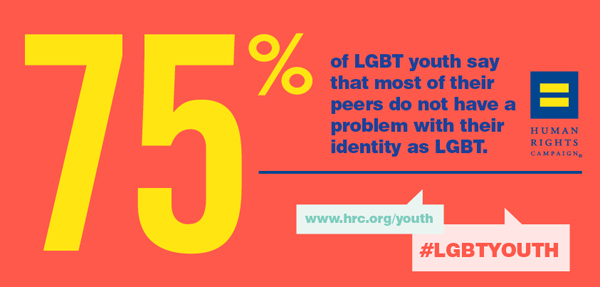 75%
of LGBT youth say
that most of their
peers do not have a
problem with their
identity as LGBT.
HUMAN
RIGHTS
CAMPAIGN®
www.hrc.org/youth
#LGBTYOUTH